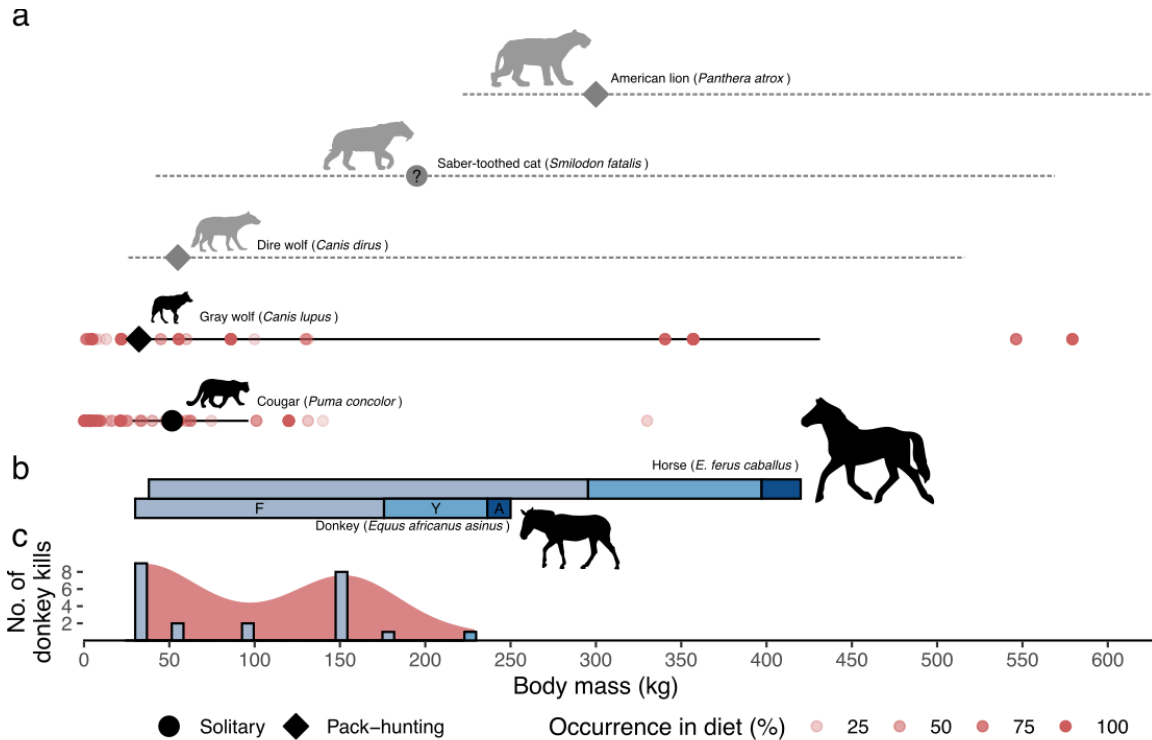 a
American lion (Panthera atrox )
Saber-toothed cat (Smilodon fatalis )
?
Dire wolf (Canis dirus )
Gray wolf (Canis lupus )
Cougar (Puma concolor )
b
Horse (E. ferus caballus )
F Y A
Donkey (Equus africanus asinus )
c
No. of
donkey kills
8
6
4
2
0 50 100 150 200 250 300 350 400 450 500 550 600
Body mass (kg)
Solitary Pack-hunting Occurrence in diet (%) 25 50 75 100